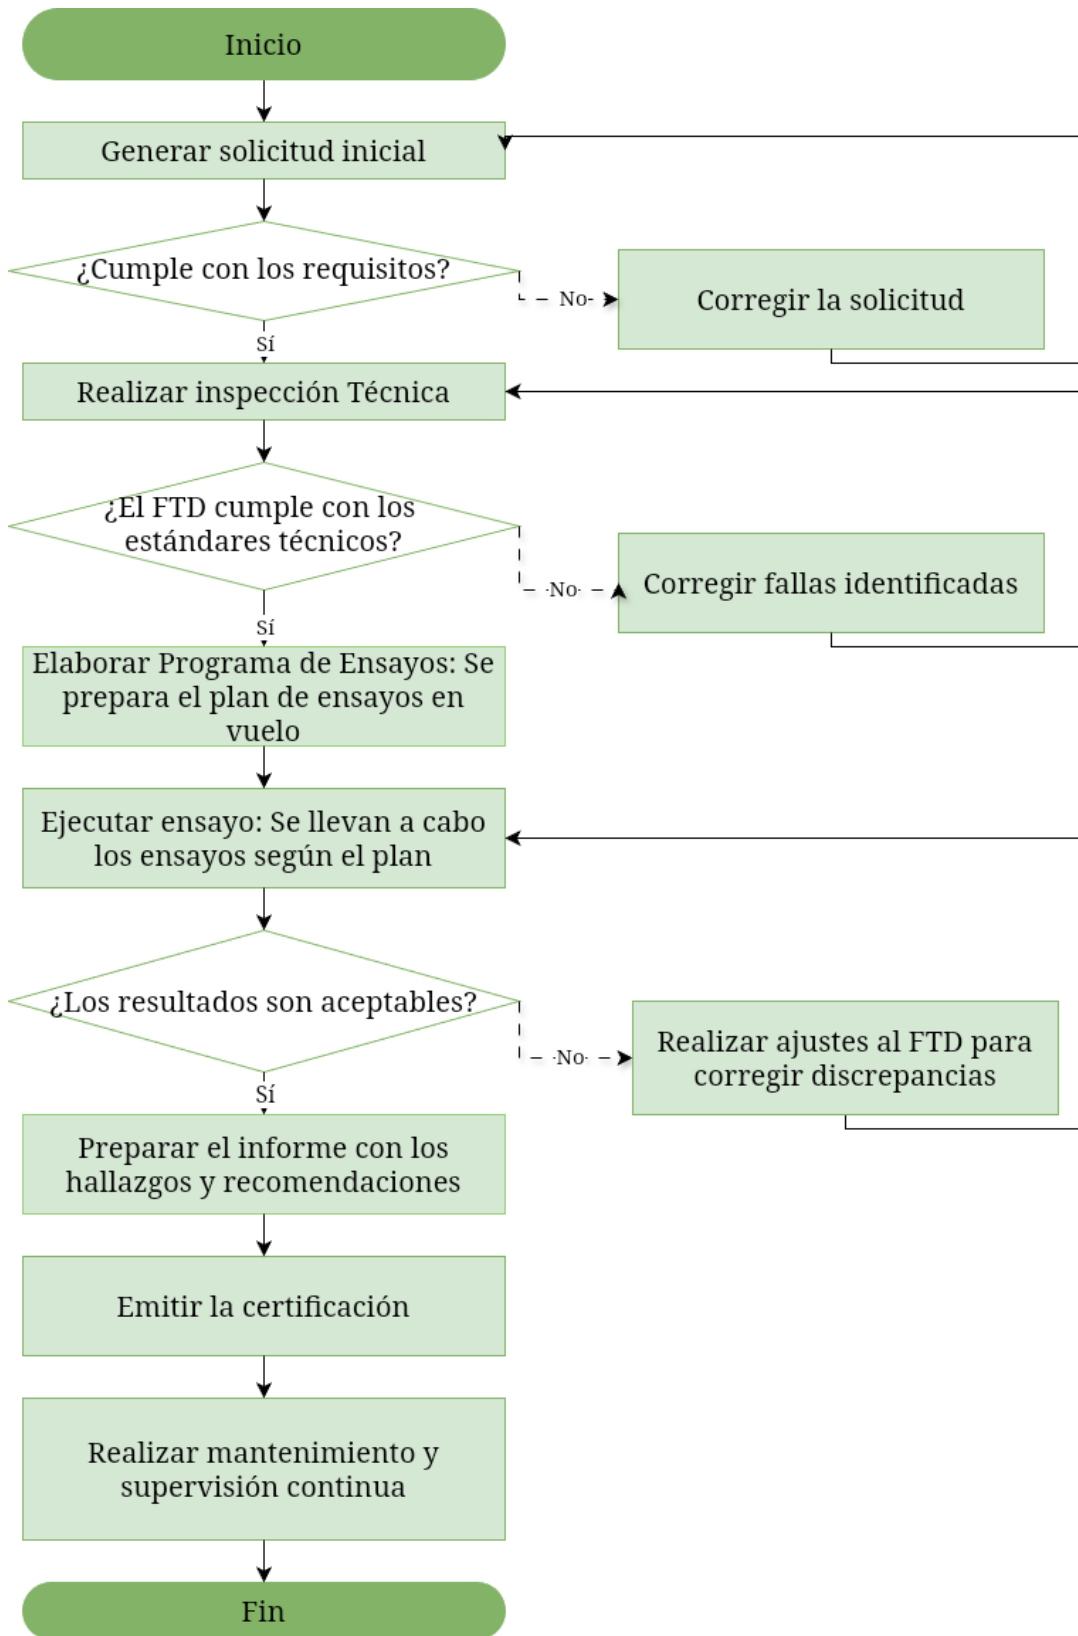 Inicio
Generar solicitud inicial
¿Cumple con los requisitos?
No
Corregir la solicitud
Sí
Realizar inspección Técnica
¿El FTD cumple con los
estándares técnicos?
No
Corregir fallas identificadas
Sí
Elaborar Programa de Ensayos: Se
prepara el plan de ensayos en
vuelo
Ejecutar ensayo: Se llevan a cabo
los ensayos según el plan
¿Los resultados son aceptables?
No
Realizar ajustes al FTD para
corregir discrepancias
Sí
Preparar el informe con los
hallazgos y recomendaciones
Emitir la certificación
Realizar mantenimiento y
supervisión continua
Fin